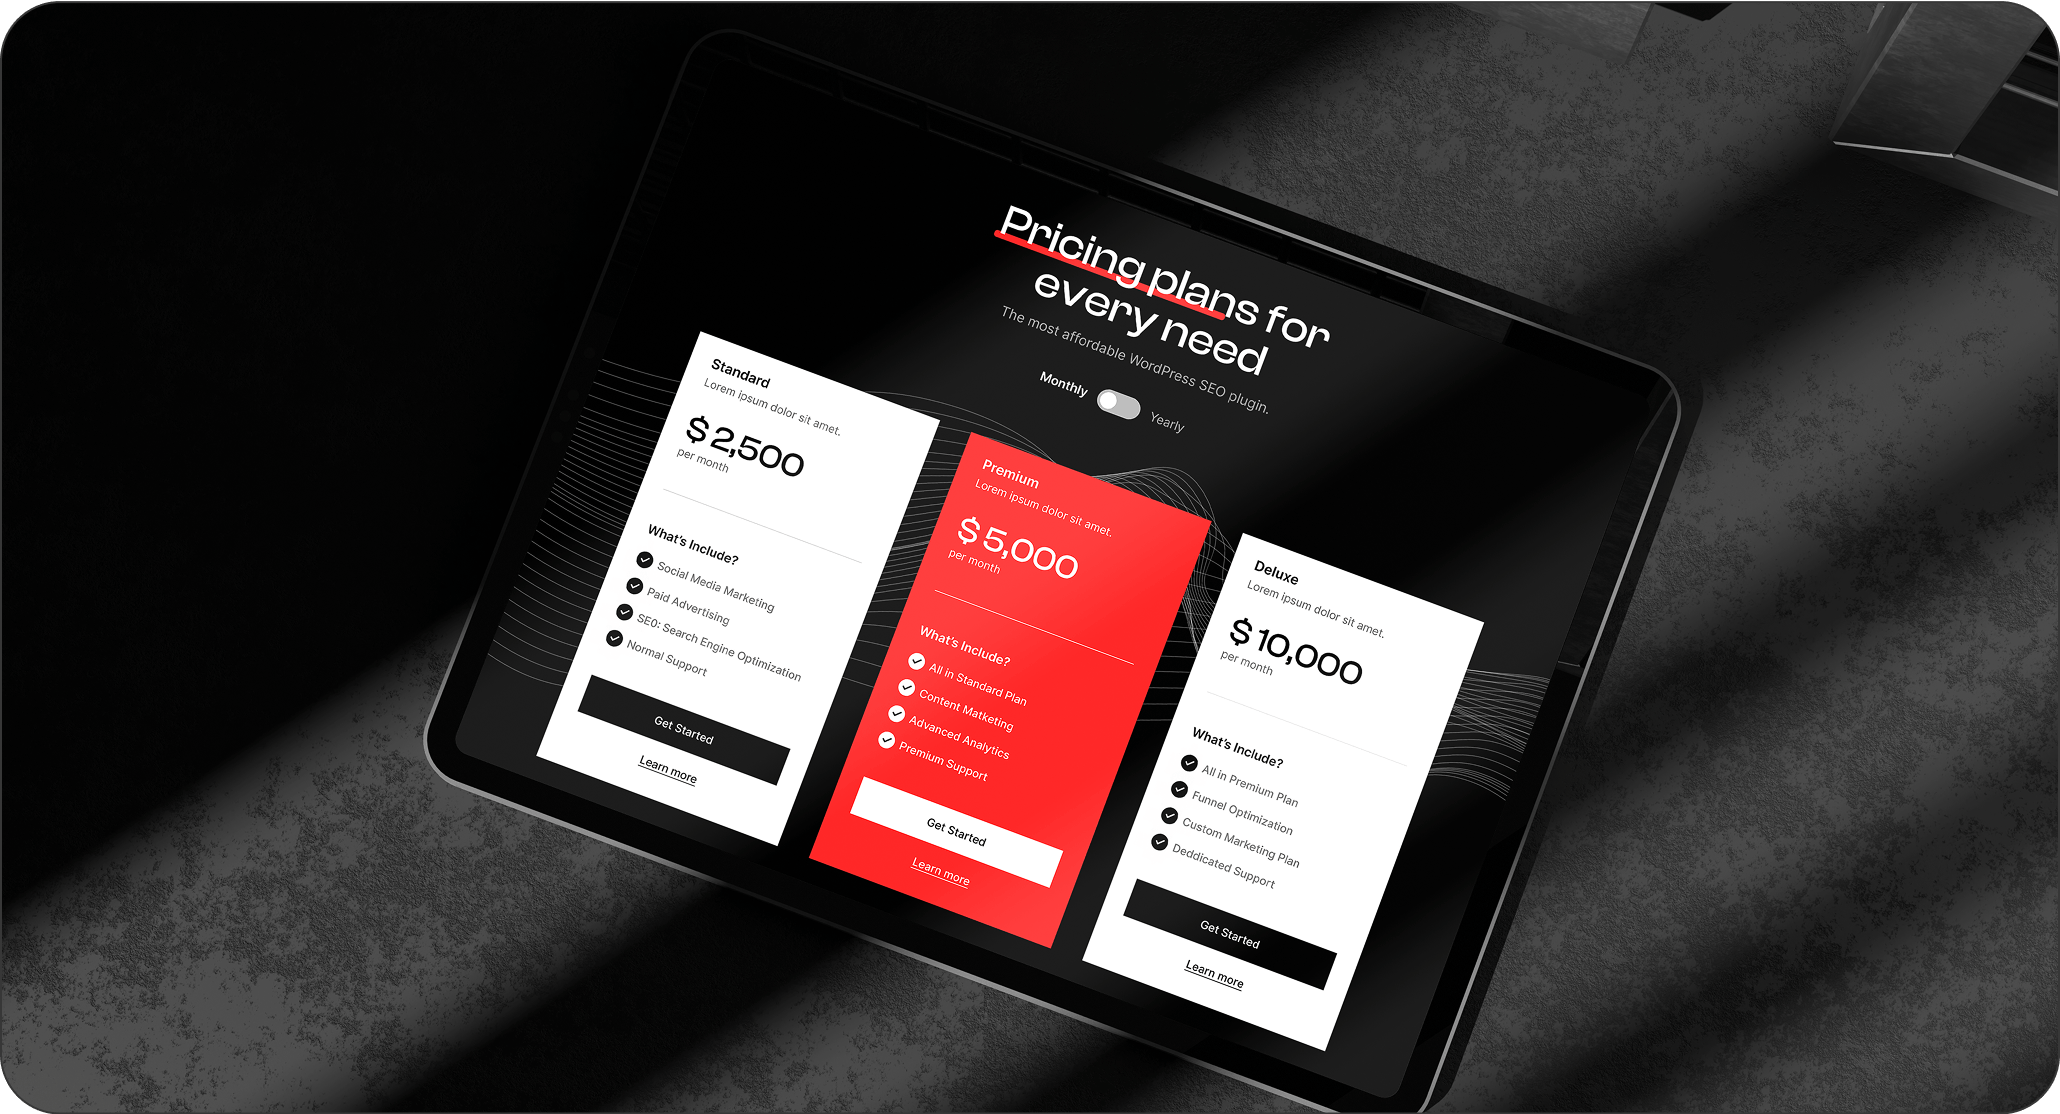 Pricing plans for
every need
The most affordable WordPress SEO plugin.
Monthly
Yearly
Standard
Lorem ipsum dolor sit amet.
$2,500
per month
What's Include?
Social Media Marketing
Paid Advertising
SEO: Search Engine Optimization
Normal Support
Get Started
Learn more
Premium
Lorem ipsum dolor sit amet.
$5,000
per month
What's Include?
All in Standard Plan
Content Matketing
Advanced Analytics
Premium Support
Get Started
Learn more
Deluxe
Lorem ipsum dolor sit amet.
$10,000
per month
What's Include?
All in Premium Plan
Funnel Optimization
Custom Marketing Plan
Deddicated Support
Get Started
Learn more